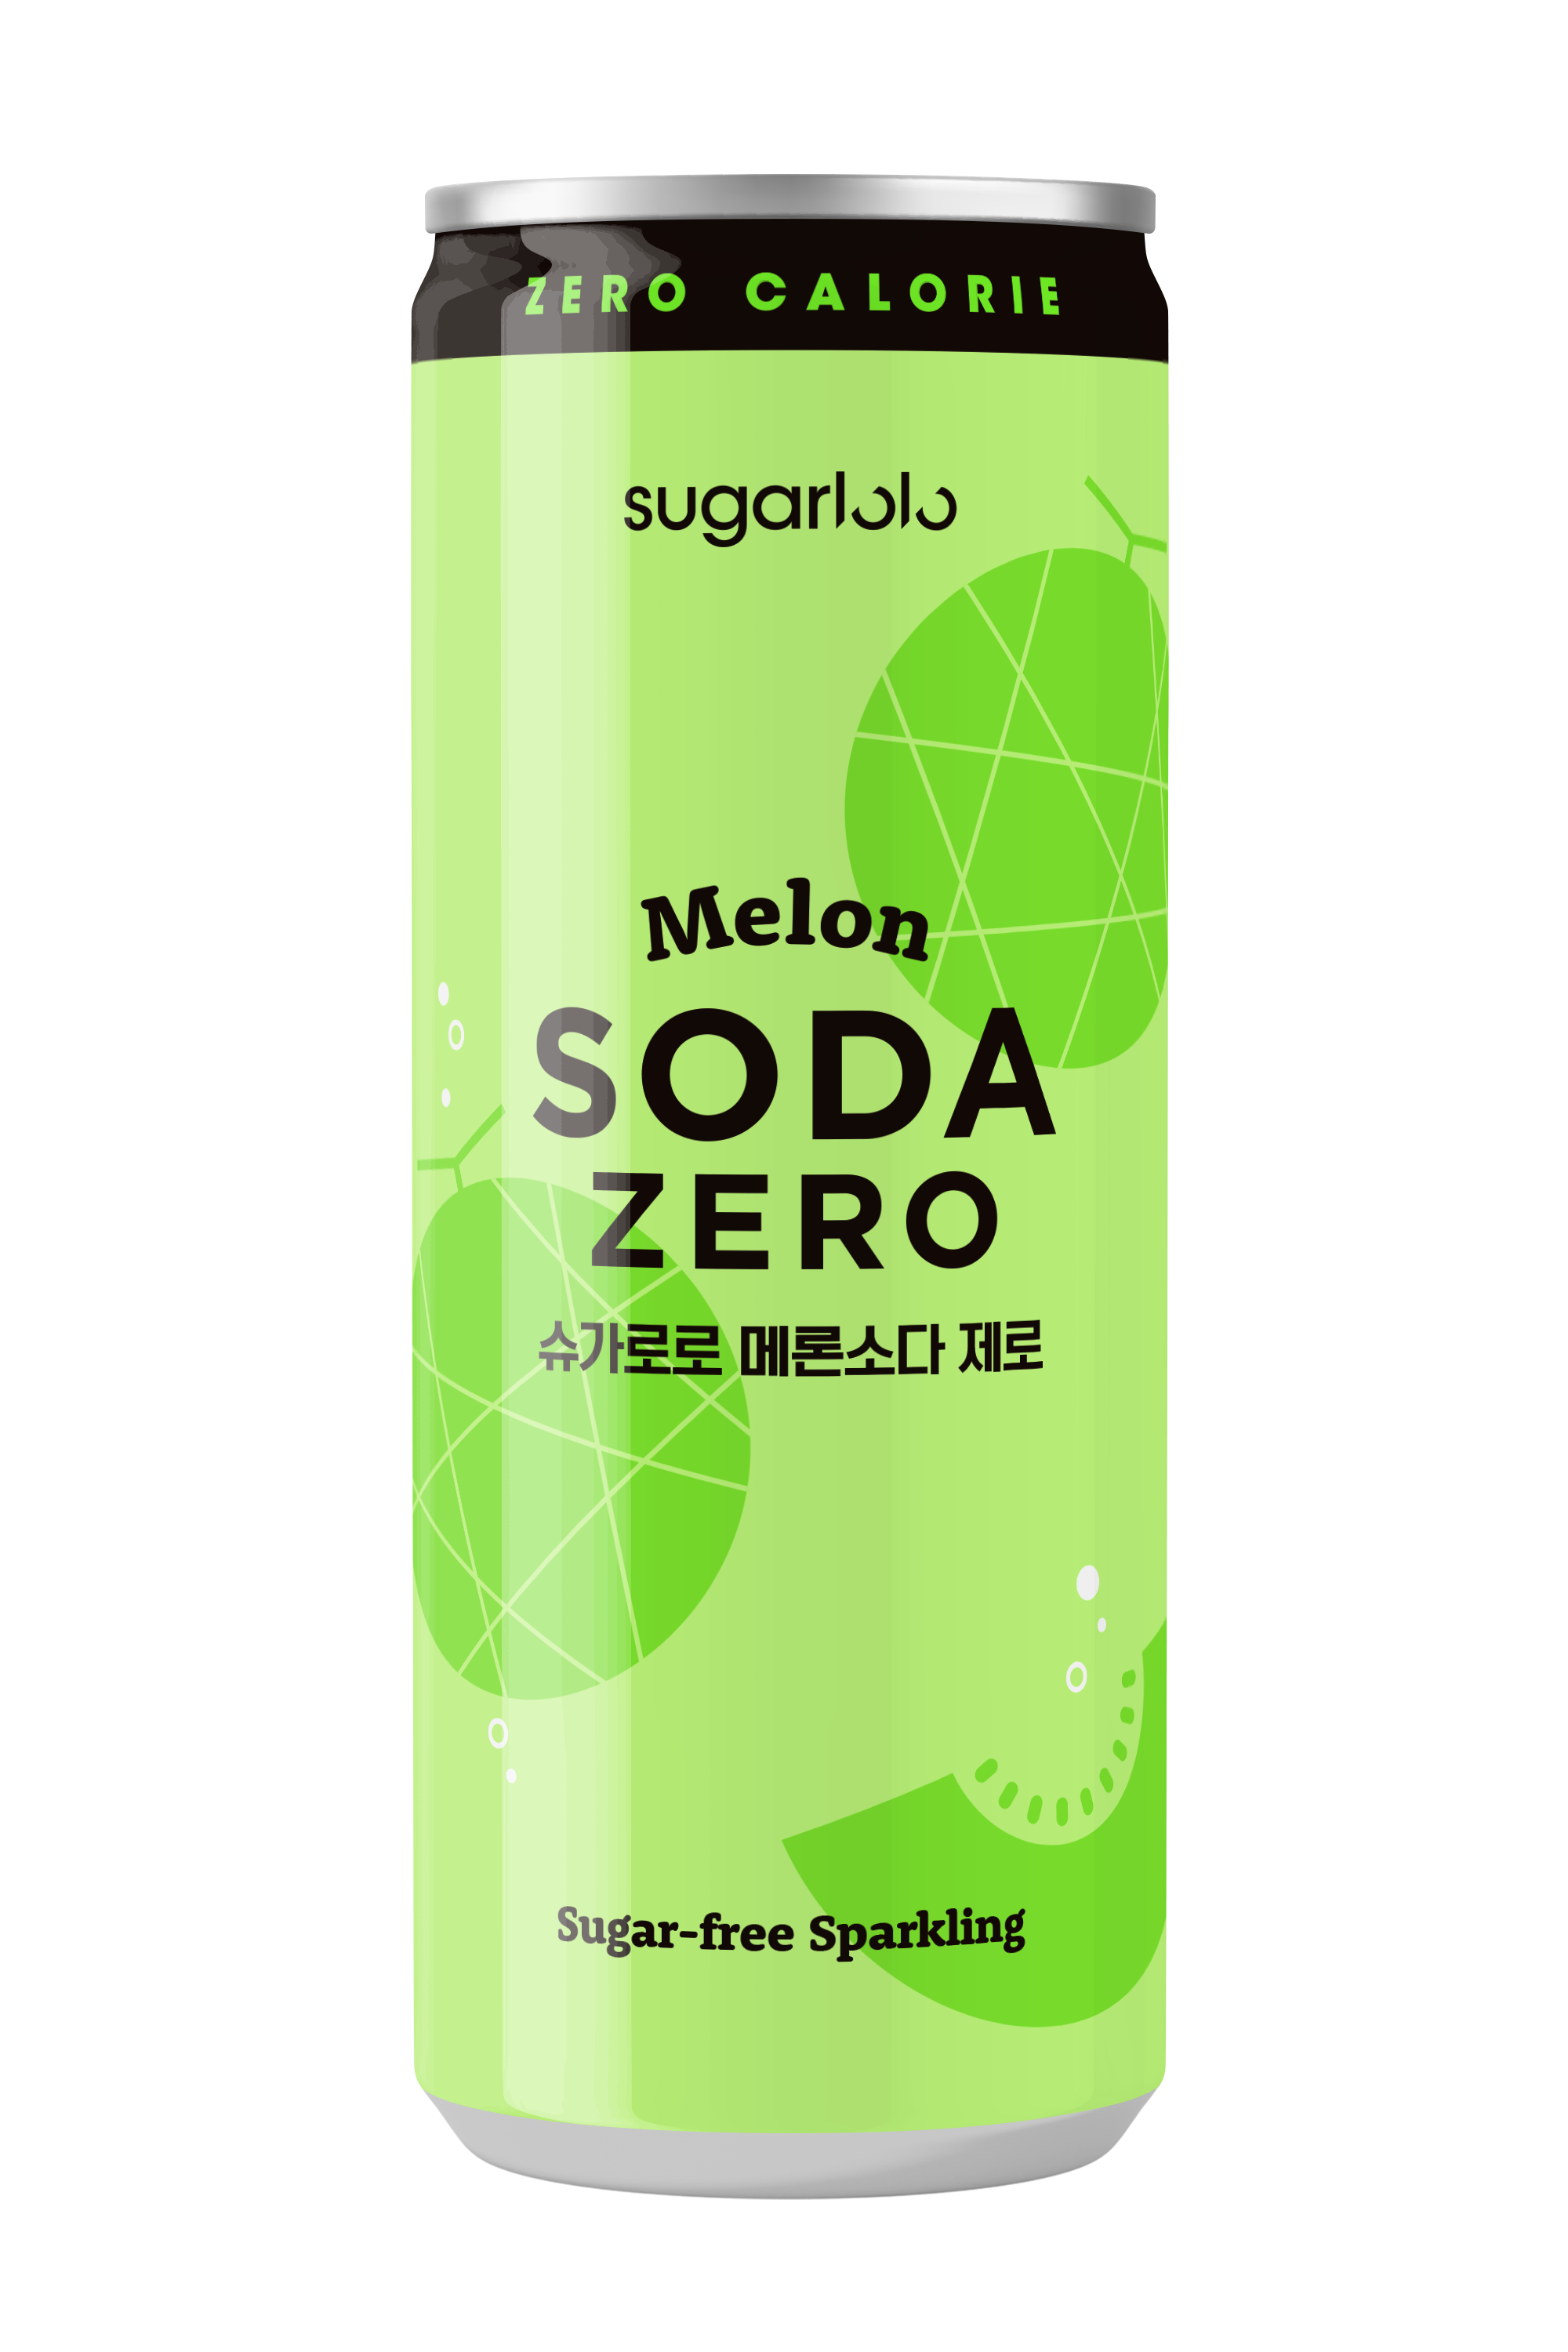 ZERO CALORIE
sugarlolo
Melon
SODA
ZERO
슈가로로 메론소다 제로
Sugar-free Sparkling